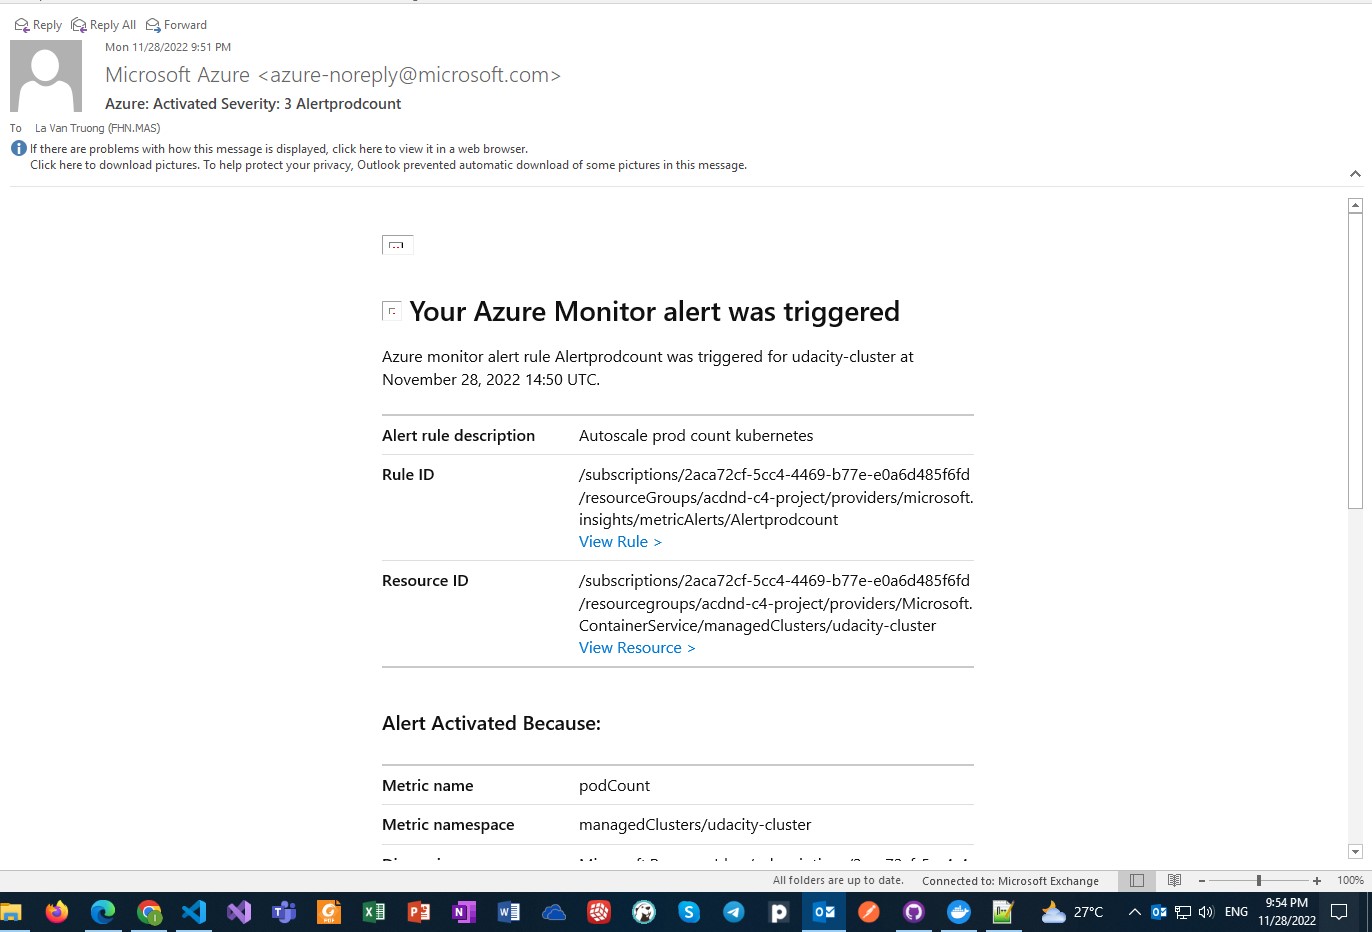 Reply Reply All Forward
Mon 11/28/2022 9:51 PM
Microsoft Azure <azure-noreply@microsoft.com>
Azure: Activated Severity: 3 Alertprodcount
To La Van Truong (FHN.MAS)
If there are problems with how this message is displayed, click here to view it in a web browser.
Click here to download pictures. To help protect your privacy, Outlook prevented automatic download of some pictures in this message.
Your Azure Monitor alert was triggered
Azure monitor alert rule Alertprodcount was triggered for udacity-cluster at
November 28, 2022 14:50 UTC.
Alert rule description Autoscale prod count kubernetes
Rule ID /subscriptions/2aca72cf-5cc4-4469-b77e-e0a6d485f6fd
/resourceGroups/acdnd-c4-project/providers/microsoft.
insights/metricAlerts/Alertprodcount
View Rule >
Resource ID /subscriptions/2aca72cf-5cc4-4469-b77e-e0a6d485f6fd
/resourcegroups/acdnd-c4-project/providers/Microsoft.
ContainerService/managedClusters/udacity-cluster
View Resource >
Alert Activated Because:
Metric name podCount
Metric namespace managedClusters/udacity-cluster
All folders are up to date. Connected to: Microsoft Exchange - + 100%
27°C ENG 9:54 PM
11/28/2022